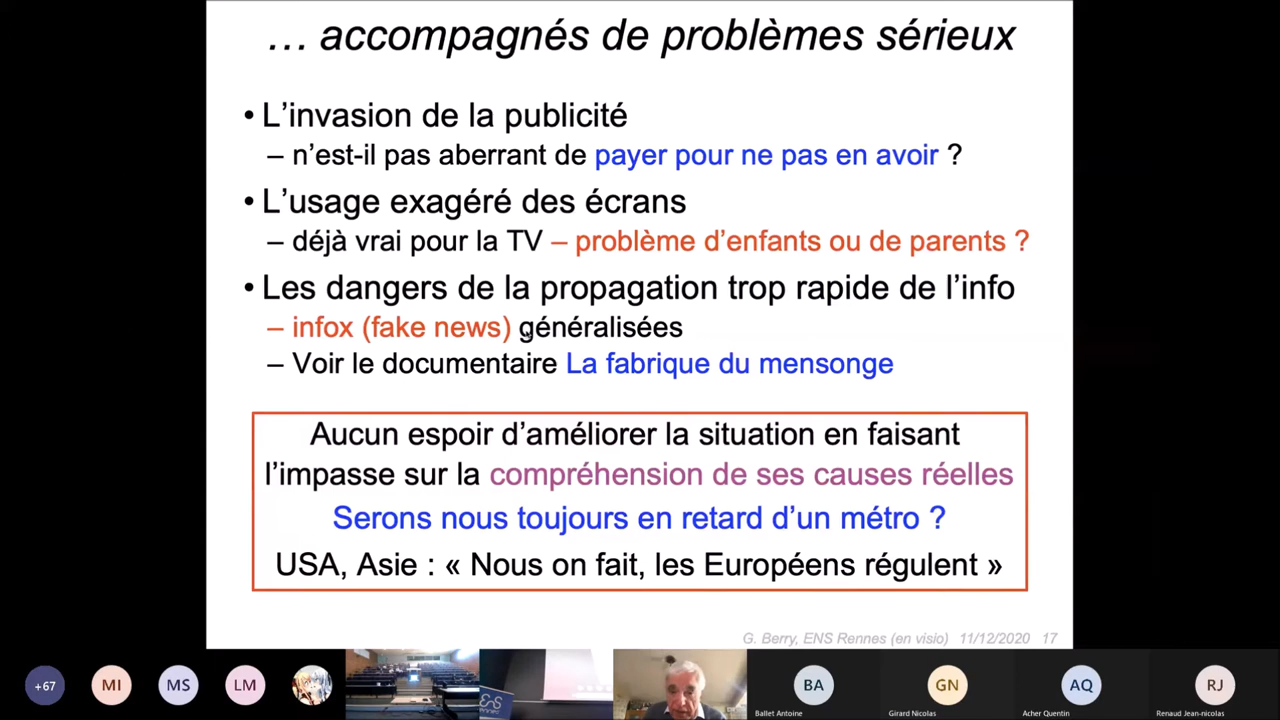 … accompagnés de problèmes sérieux
• L’invasion de la publicité
– n’est-il pas aberrant de payer pour ne pas en avoir ?
• L’usage exagéré des écrans
– déjà vrai pour la TV – problème d’enfants ou de parents ?
• Les dangers de la propagation trop rapide de l’info
– infox (fake news) généralisées
– Voir le documentaire La fabrique du mensonge
Aucun espoir d’améliorer la situation en faisant
l’impasse sur la compréhension de ses causes réelles
Serons nous toujours en retard d’un métro ?
USA, Asie : « Nous on fait, les Européens régulent »
G. Berry, ENS Rennes (en visio) 11/12/2020 17
+67
MI
MS
LM
BA
GN
AQ
RJ
Ballet Antoine
Girard Nicolas
Acher Quentin
Renaud Jean-nicolas